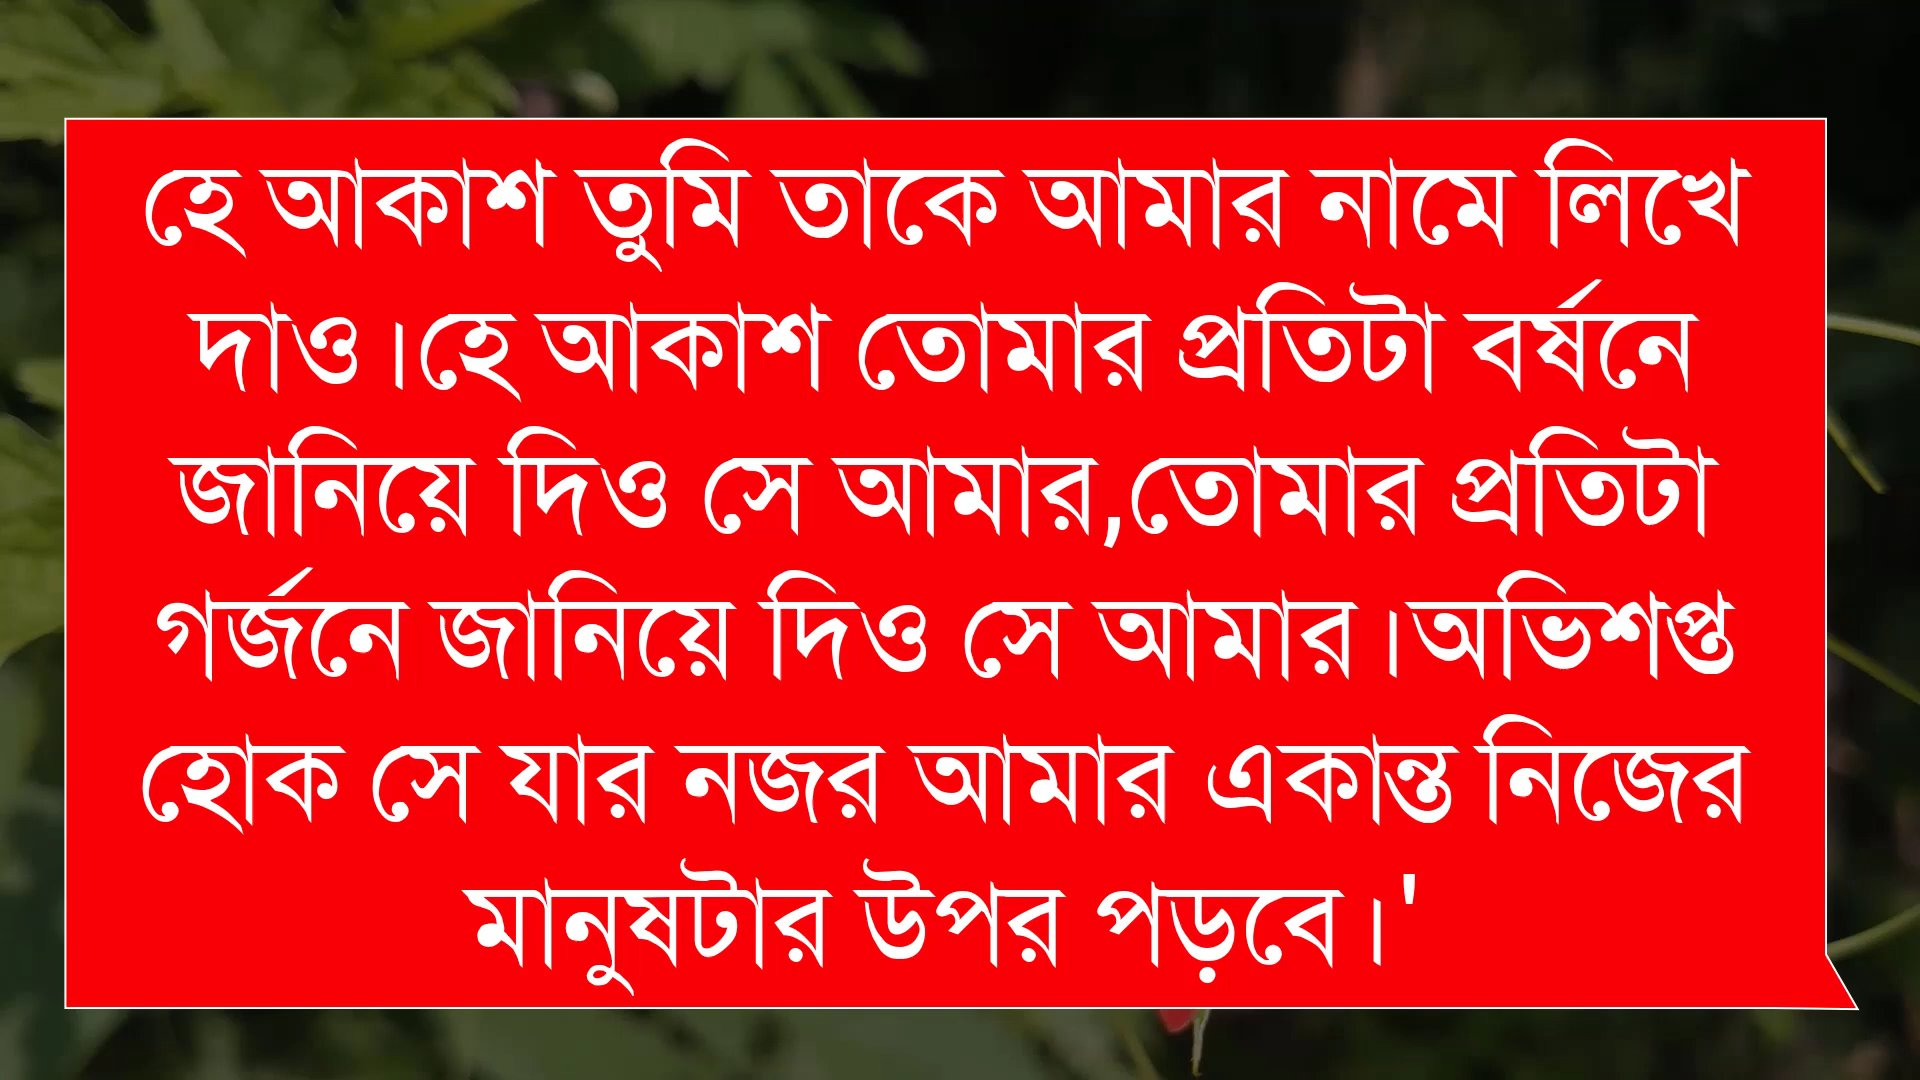 হে আকাশ তুমি তাকে আমার নামে লিখে
দাও।হে আকাশ তোমার প্রতিটা বর্ষনে
জানিয়ে দিও সে আমার,তোমার প্রতিটা
গর্জনে জানিয়ে দিও সে আমার।অভিশপ্ত
হোক সে যার নজর আমার একান্ত নিজের
মানুষটার উপর পড়বে।'